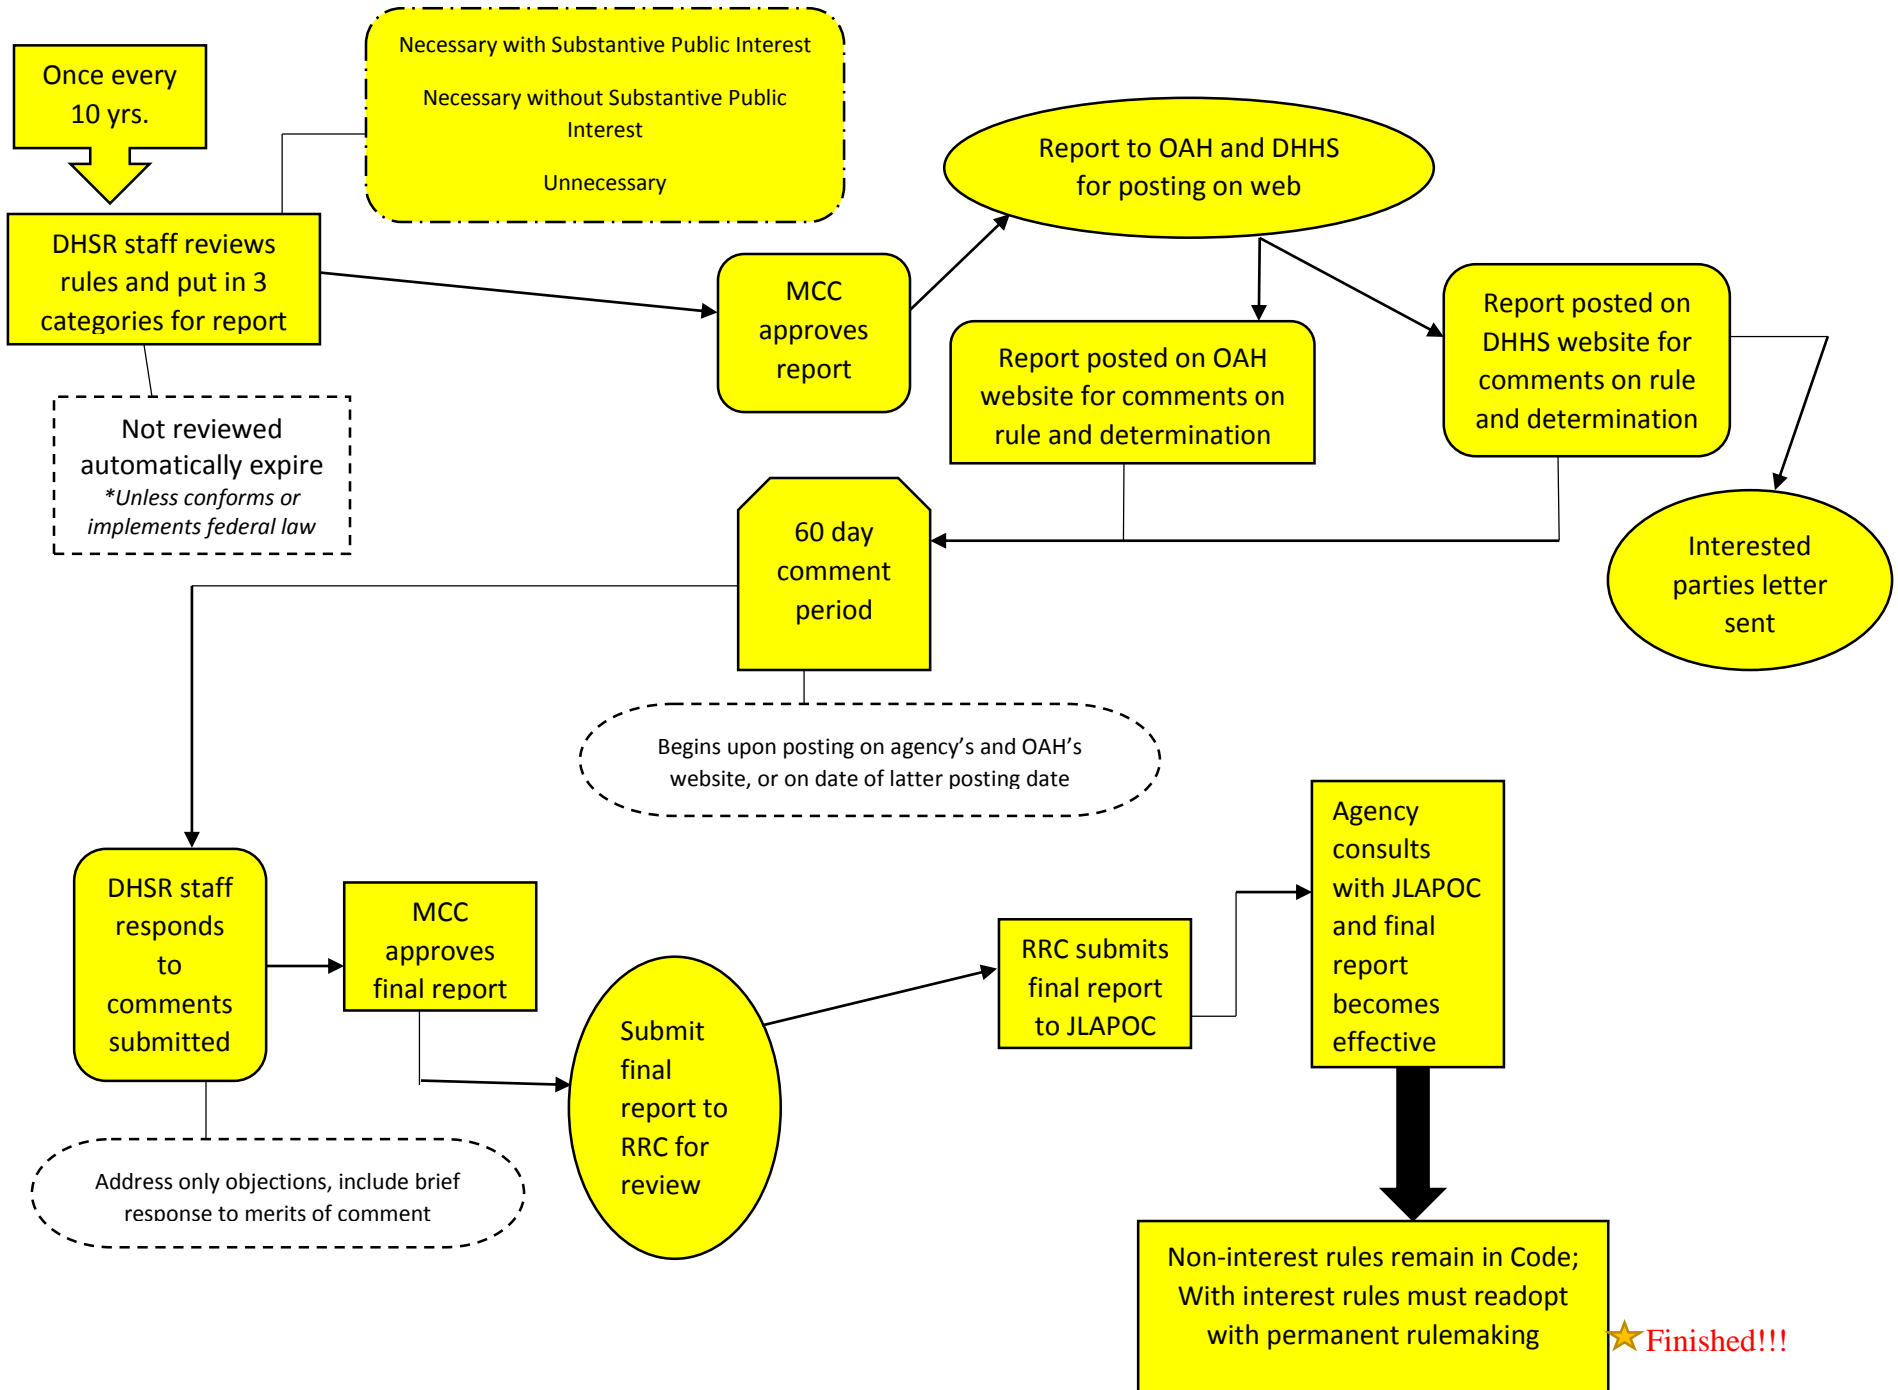 Once every
10 yrs.
Necessary with Substantive Public Interest
Necessary without Substantive Public
Interest
Unnecessary
DHSR staff reviews
rules and put in 3
categories for report
Not reviewed
automatically expire
*Unless conforms or
implements federal law
MCC
approves
report
Report to OAH and DHHS
for posting on web
Report posted on OAH
website for comments on
rule and determination
Report posted on
DHHS website for
comments on rule
and determination
Interested
parties letter
sent
60 day
comment
period
Begins upon posting on agency’s and OAH’s
website, or on date of latter posting date
DHSR staff
responds
to
comments
submitted
Address only objections, include brief
response to merits of comment
MCC
approves
final report
Submit
final
report to
RRC for
review
RRC submits
final report
to JLAPOC
Agency
consults
with JLAPOC
and final
report
becomes
effective
Non-interest rules remain in Code;
With interest rules must readopt
with permanent rulemaking
Finished!!!